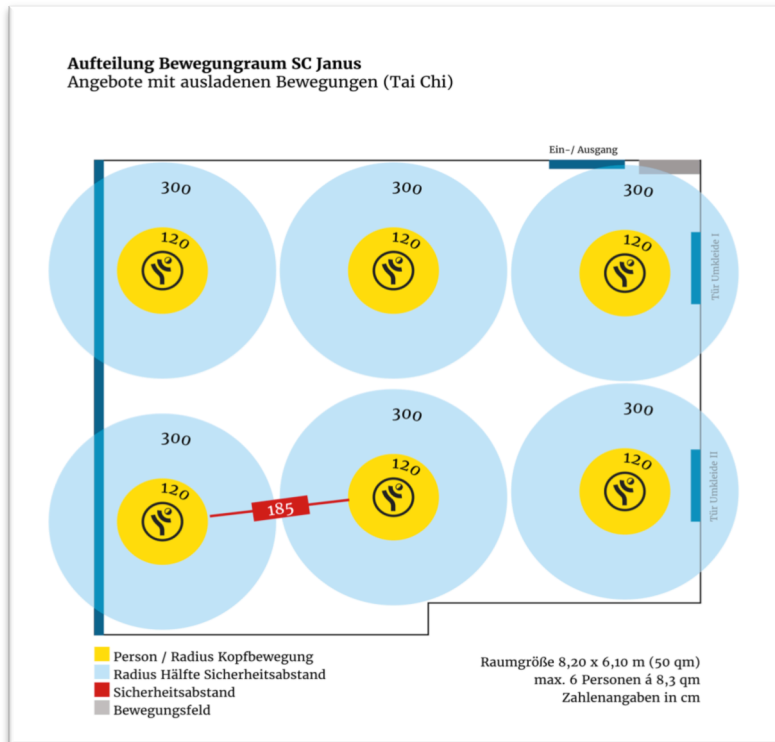 Aufteilung Bewegungraum SC Janus
Angebote mit ausladenen Bewegungen (Tai Chi)
Ein-/ Ausgang
300
300
300
120
120
120
Tür Umkleide I
300
300
300
120
120
120
185
Tür Umkleide II
Person / Radius Kopfbewegung
Radius Hälfte Sicherheitsabstand
Sicherheitsabstand
Bewegungsfeld
Raumgröße 8,20 x 6,10 m (50 qm)
max. 6 Personen á 8,3 qm
Zahlenangaben in cm